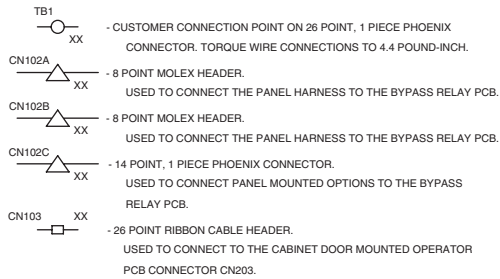 TB1
XX
- CUSTOMER CONNECTION POINT ON 26 POINT, 1 PIECE PHOENIX
CONNECTOR. TORQUE WIRE CONNECTIONS TO 4.4 POUND-INCH.
CN102A
XX
- 8 POINT MOLEX HEADER.
USED TO CONNECT THE PANEL HARNESS TO THE BYPASS RELAY PCB.
CN102B
XX
- 8 POINT MOLEX HEADER.
USED TO CONNECT THE PANEL HARNESS TO THE BYPASS RELAY PCB.
CN102C
XX
- 14 POINT, 1 PIECE PHOENIX CONNECTOR.
USED TO CONNECT PANEL MOUNTED OPTIONS TO THE BYPASS
RELAY PCB.
CN103 XX
- 26 POINT RIBBON CABLE HEADER.
USED TO CONNECT TO THE CABINET DOOR MOUNTED OPERATOR
PCB CONNECTOR CN203.